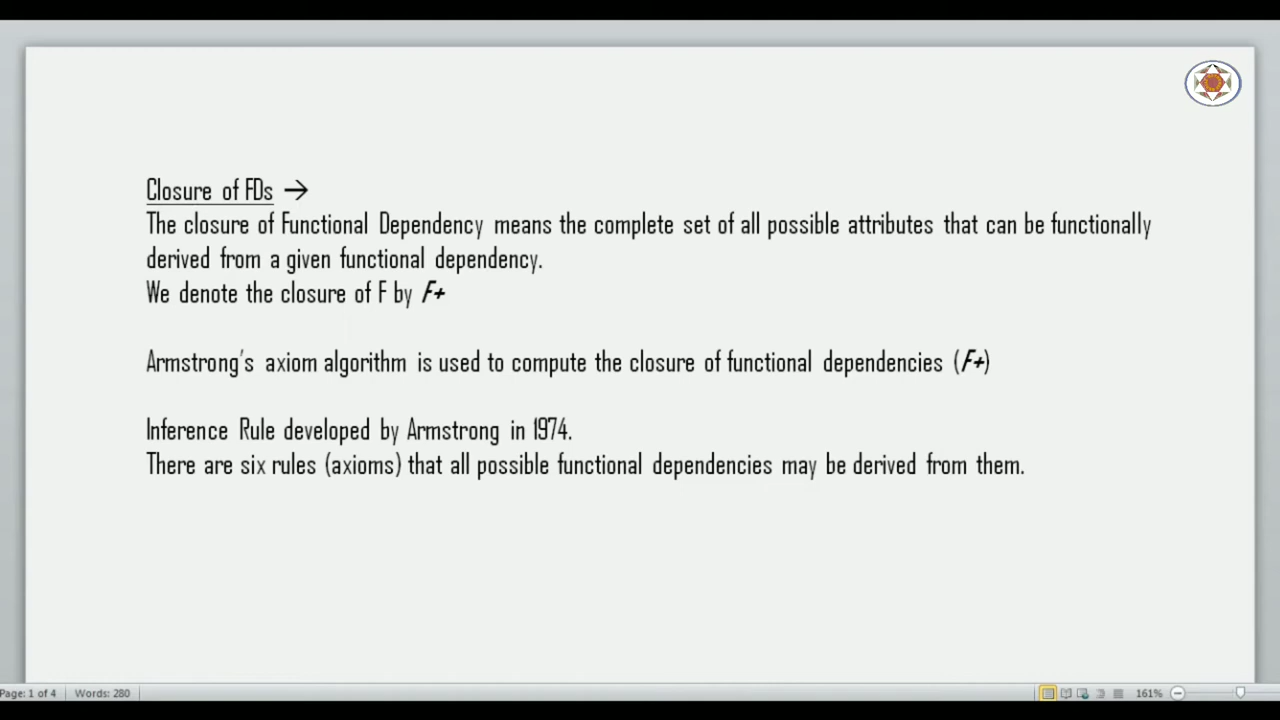 Closure of FDs →
The closure of Functional Dependency means the complete set of all possible attributes that can be functionally
derived from a given functional dependency.
We denote the closure of F by F+
Armstrong's axiom algorithm is used to compute the closure of functional dependencies (F+)
Inference Rule developed by Armstrong in 1974.
There are six rules (axioms) that all possible functional dependencies may be derived from them.
Page: 1 of 4 Words: 280 161%